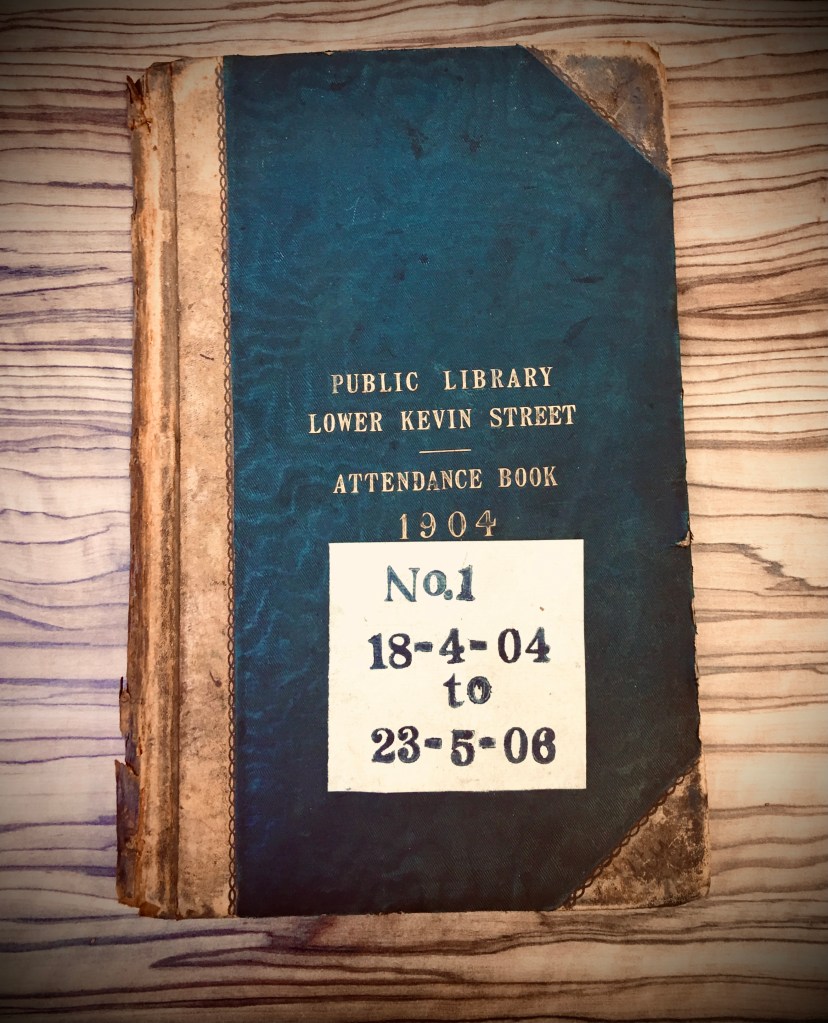 PUBLIC LIBRARY
LOWER KEVIN STREET
ATTENDANCE BOOK
1904
No.1
18-4-04
to
23-5-06